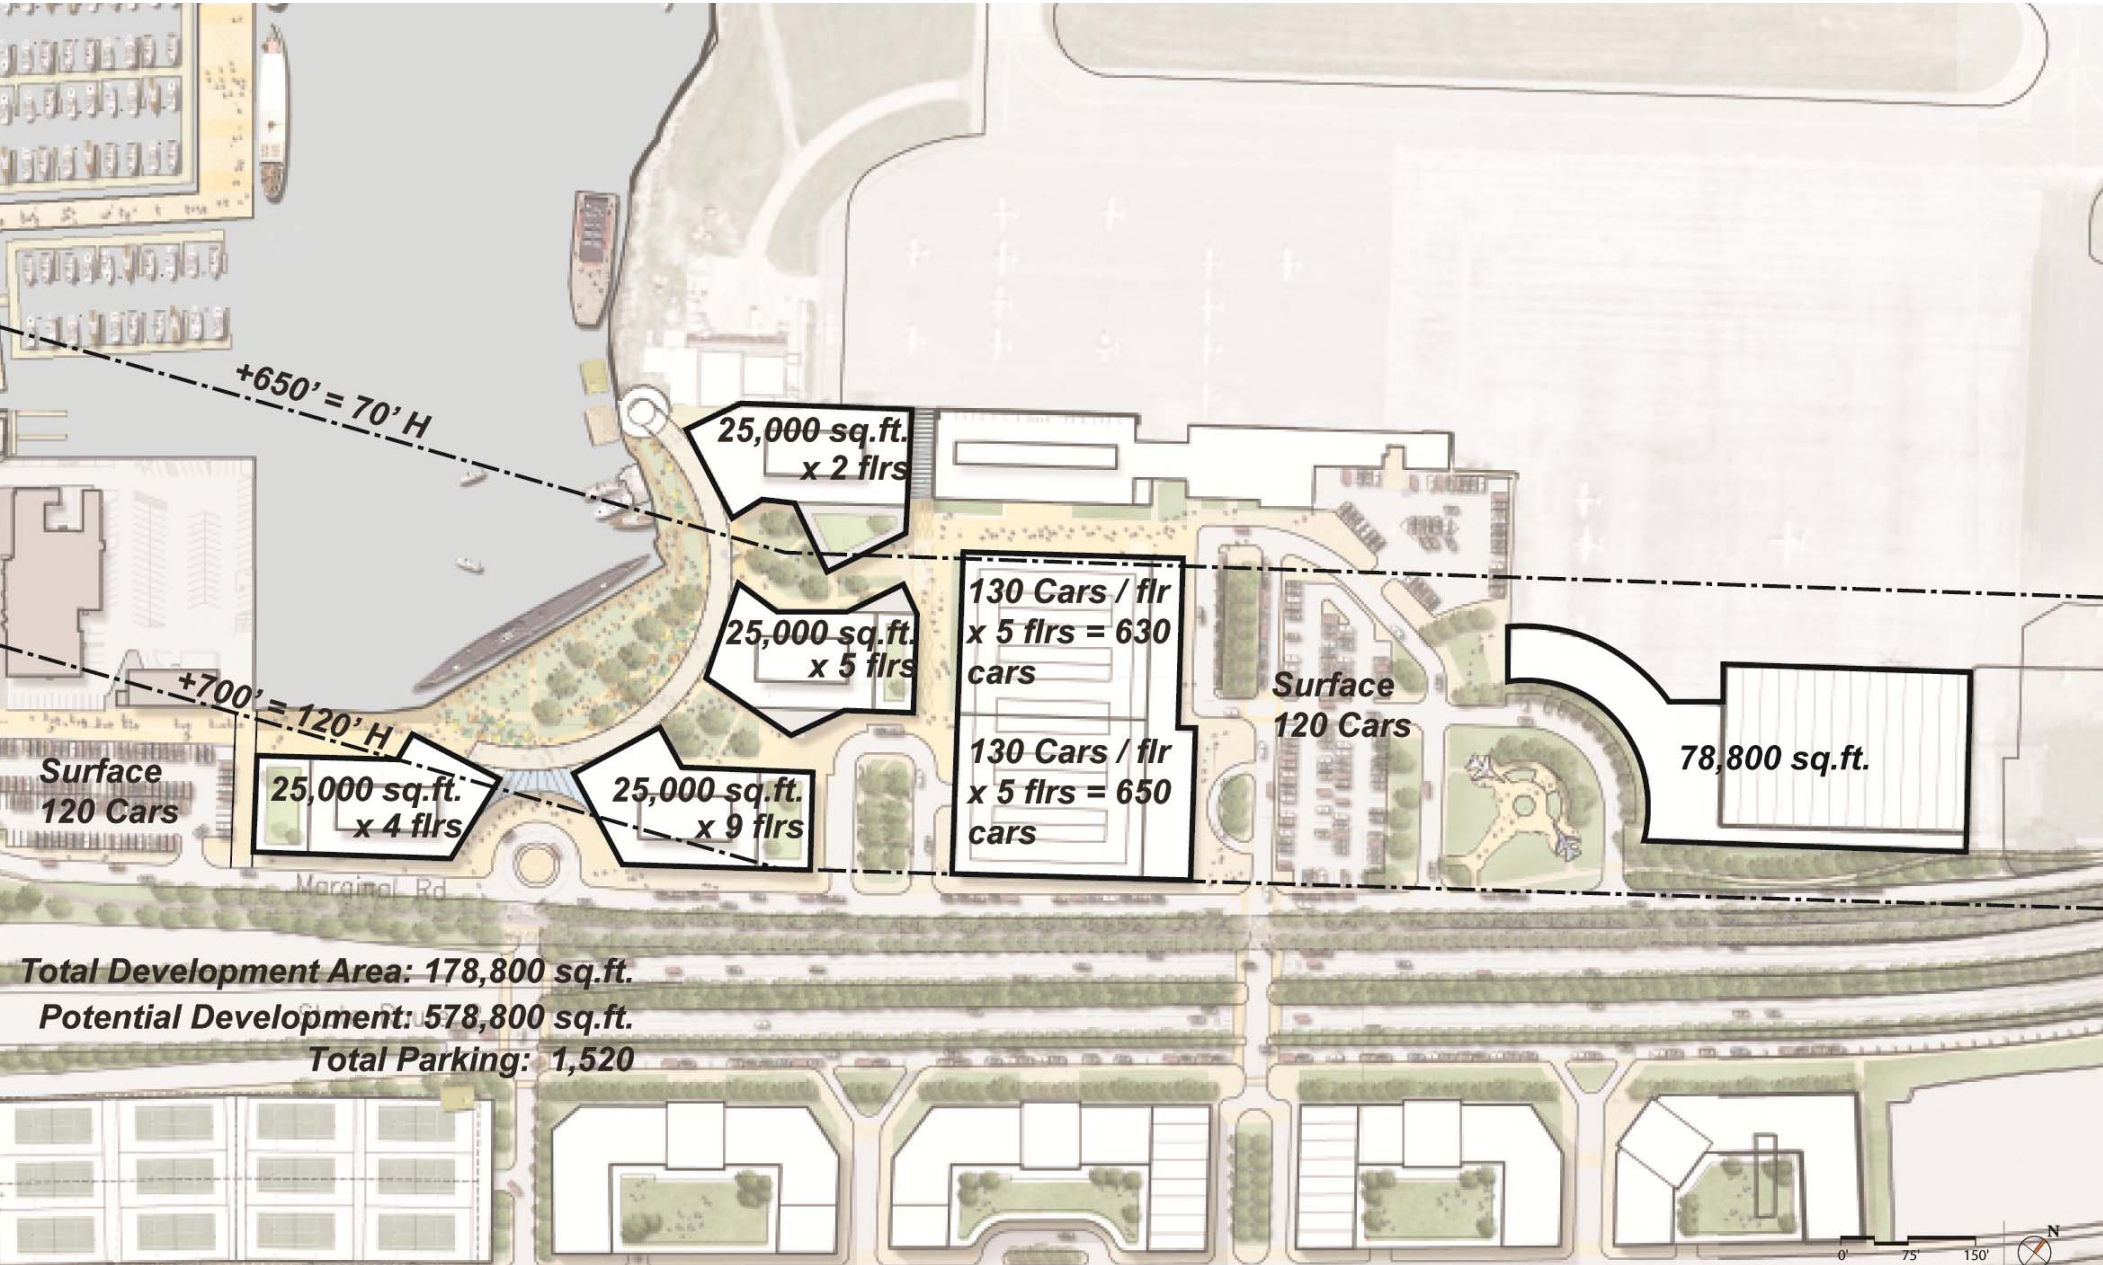 +650' = 70' H
25,000 sq.ft.
x 2 flrs
130 Cars / flr
x 5 flrs = 630
cars
25,000 sq.ft.
x 5 flrs
+700' = 120' H
Surface
120 Cars
78,800 sq.ft.
130 Cars / flr
x 5 flrs = 650
cars
Surface
120 Cars
25,000 sq.ft.
x 4 flrs
25,000 sq.ft.
x 9 flrs
Marginal Rd
Total Development Area: 178,800 sq.ft.
Potential Development: 578,800 sq.ft.
Total Parking: 1,520
0' 75' 150'
N